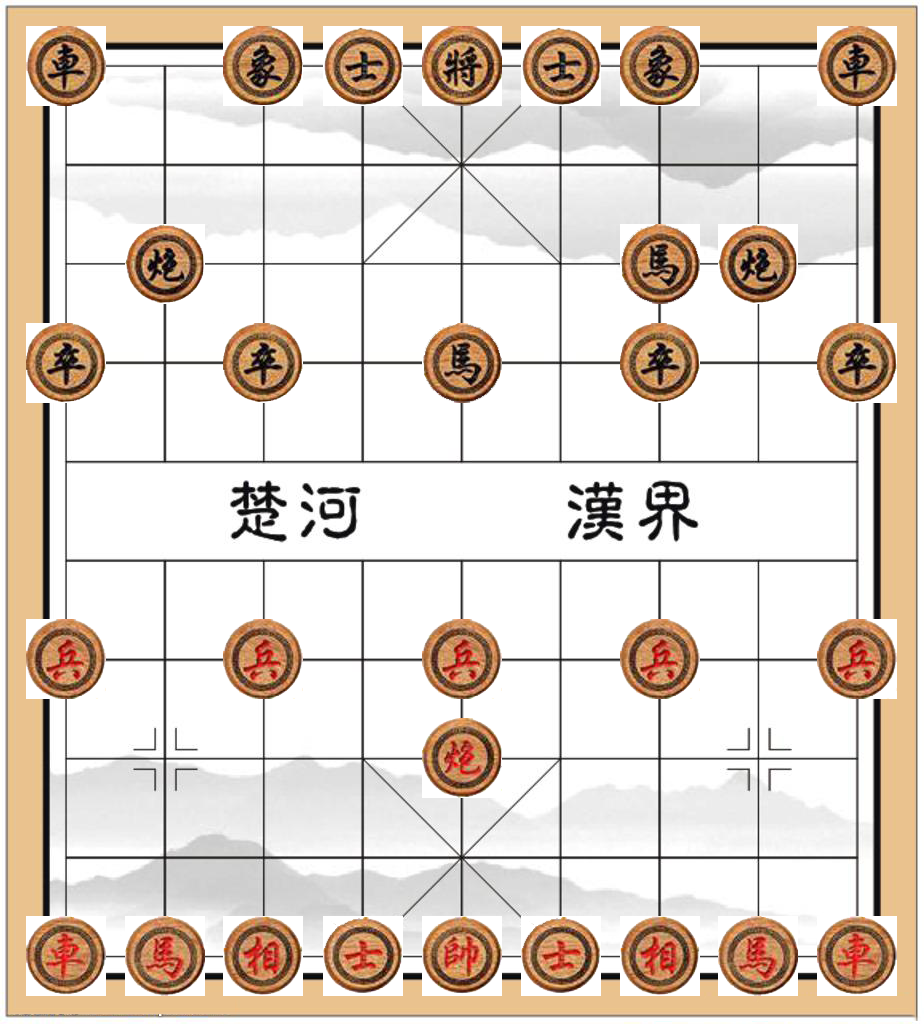 車 象 士 將 士 象 車
炮 馬 炮
卒 卒 馬 卒 卒
楚河 漢界
兵 兵 兵 兵 兵
炮
車 馬 相 士 帥 士 相 馬 車